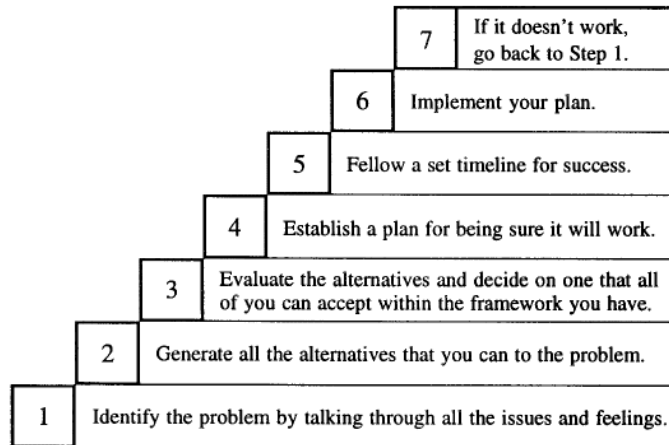 7 If it doesn't work,
go back to Step 1.
6 Implement your plan.
5 Fellow a set timeline for success.
4 Establish a plan for being sure it will work.
3 Evaluate the alternatives and decide on one that all
of you can accept within the framework you have.
2 Generate all the alternatives that you can to the problem.
1 Identify the problem by talking through all the issues and feelings.